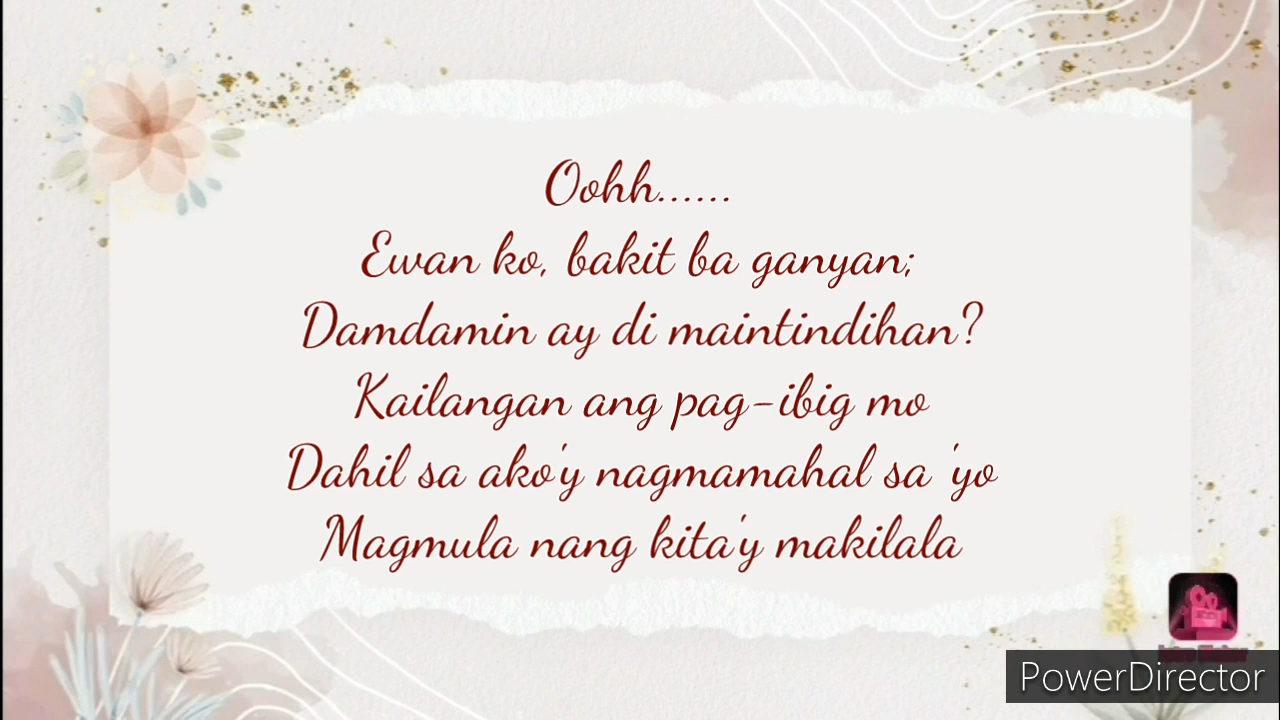 Oohh......
Ewan ko, bakit ba ganyan;
Damdamin ay di maintindihan?
Kailangan ang pag-ibig mo
Dahil sa ako'y nagmamahal sa 'yo
Magmula nang kita'y makilala
PowerDirector